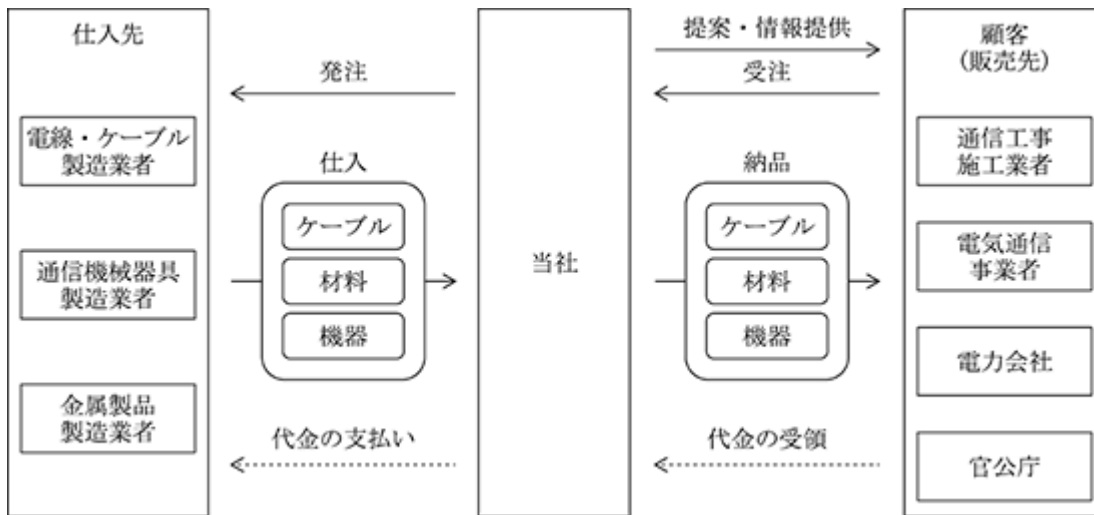 仕入先
電線・ケーブル
製造業者
通信機械器具
製造業者
金属製品
製造業者
発注
仕入
ケーブル
材料
機器
代金の支払い
当社
提案・情報提供
受注
納品
ケーブル
材料
機器
代金の受領
顧客
(販売先)
通信工事
施工業者
電気通信
事業者
電力会社
官公庁